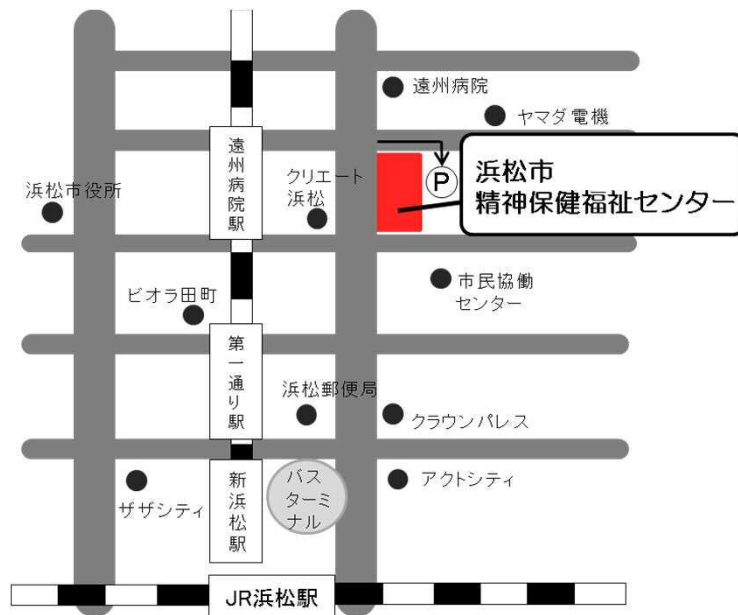 遠州病院
ヤマダ電機
遠州病院駅
クリエート
浜松
P
浜松市
精神保健福祉センター
浜松市役所
市民協働
センター
ビオラ田町
第一通り駅
浜松郵便局
クラウンパレス
新浜松駅
バス
ターミ
ナル
アクトシティ
ザザシティ
JR浜松駅